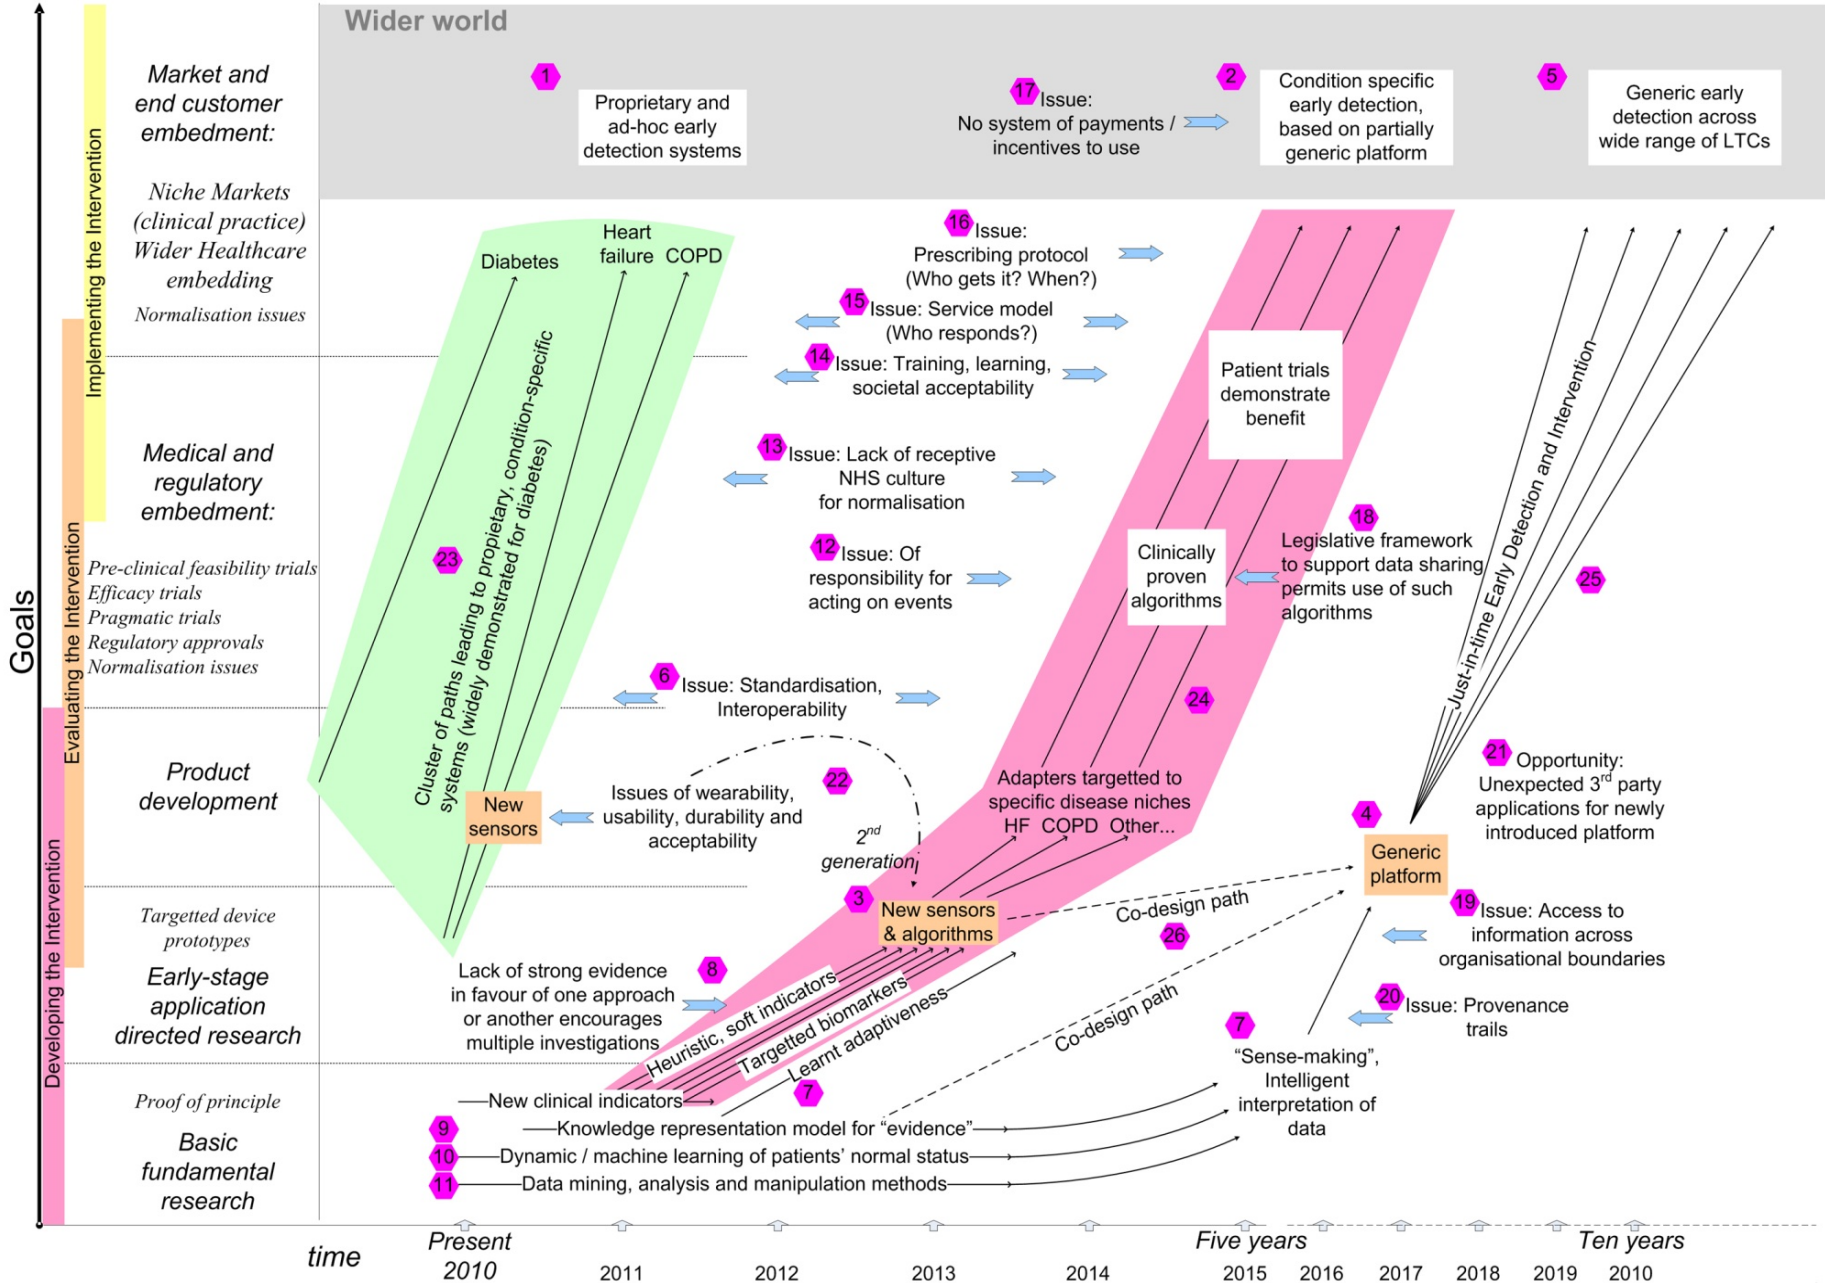 Wider world
Market and
end customer
embedment:
Niche Markets
(clinical practice)
Wider Healthcare
embedding
Normalisation issues
Medical and
regulatory
embedment:
Pre-clinical feasibility trials
Efficacy trials
Pragmatic trials
Regulatory approvals
Normalisation issues
Product
development
Targetted device
prototypes
Early-stage
application
directed research
Proof of principle
Basic
fundamental
research
Goals
Implementing the Intervention
Evaluating the Intervention
Developing the Intervention
1
Proprietary and
ad-hoc early
detection systems
17
Issue:
No system of payments /
incentives to use
2
Condition specific
early detection,
based on partially
generic platform
5
Generic early
detection across
wide range of LTCs
Diabetes
Heart
failure
COPD
23
Cluster of paths leading to propietary, condition-specific
systems (widely demonstrated for diabetes)
New
sensors
16
Issue:
Prescribing protocol
(Who gets it? When?)
15
Issue: Service model
(Who responds?)
14
Issue: Training, learning,
societal acceptability
13
Issue: Lack of receptive
NHS culture
for normalisation
12
Issue: Of
responsibility for
acting on events
6
Issue: Standardisation,
Interoperability
Issues of wearability,
usability, durability and
acceptability
22
2nd
generation
Patient trials
demonstrate
benefit
Clinically
proven
algorithms
18
Legislative framework
to support data sharing
permits use of such
algorithms
24
Adapters targetted to
specific disease niches
HF COPD Other...
3
New sensors
& algorithms
Just-in-time Early Detection and Intervention
25
21
Opportunity:
Unexpected 3rd party
applications for newly
introduced platform
4
Generic
platform
19
Issue: Access to
information across
organisational boundaries
20
Issue: Provenance
trails
Co-design path
26
Co-design path
8
Lack of strong evidence
in favour of one approach
or another encourages
multiple investigations
Heuristic, soft indicators
Targetted biomarkers
Learnt adaptiveness
7
7
"Sense-making",
Intelligent
interpretation of
data
New clinical indicators
9
Knowledge representation model for "evidence"
10
Dynamic / machine learning of patients' normal status
11
Data mining, analysis and manipulation methods
time
Present
Five years
Ten years
2010
2011
2012
2013
2014
2015
2016
2017
2018
2019
2010